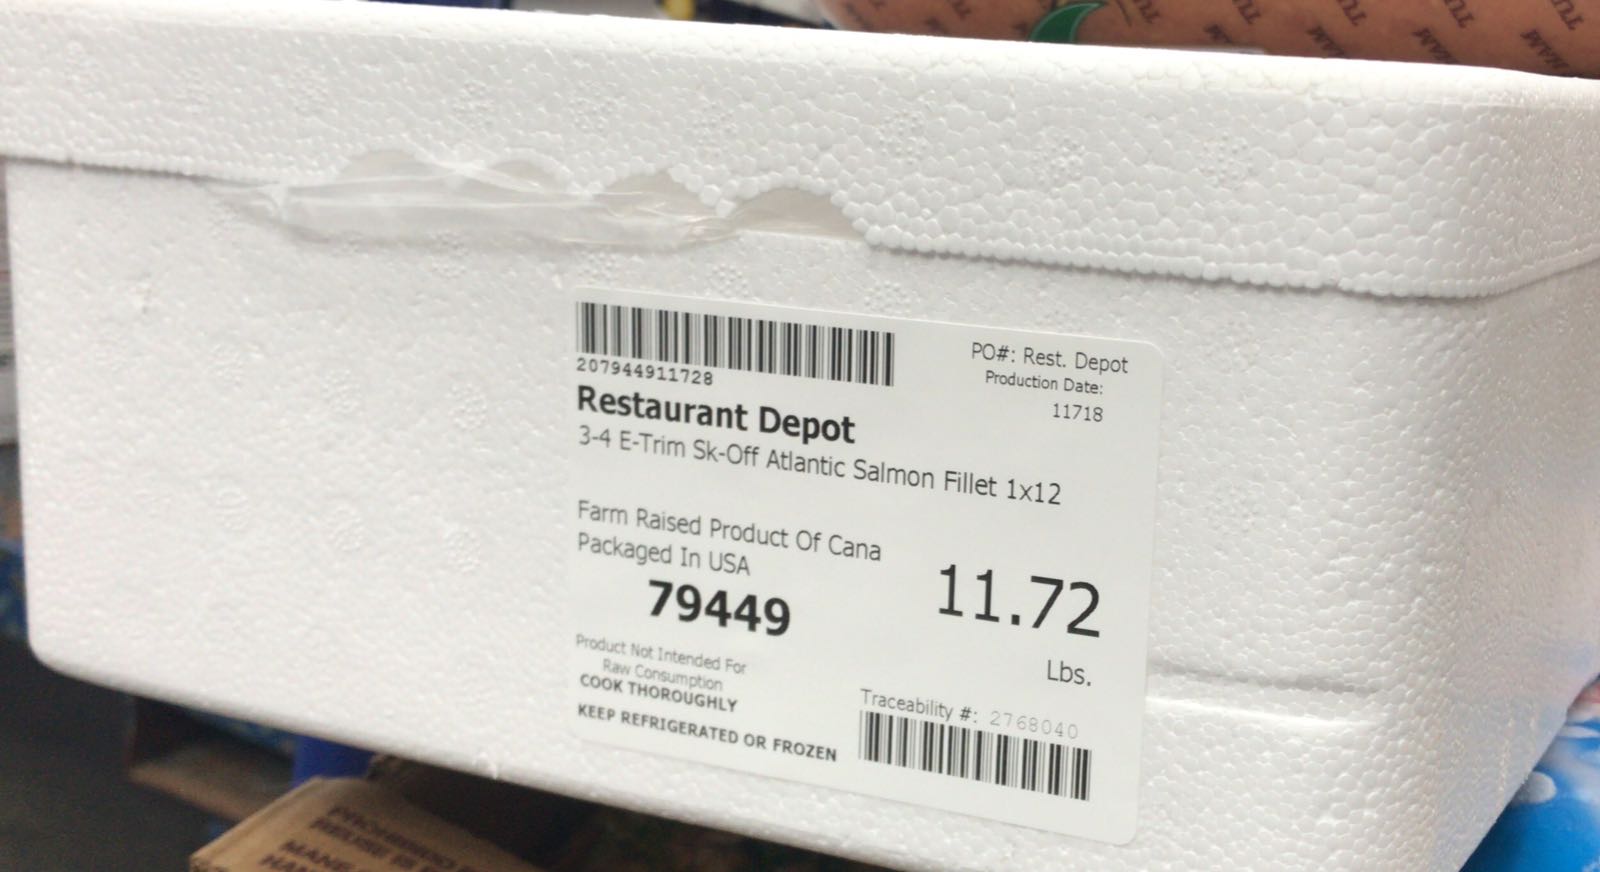 207944911728
PO#: Rest. Depot
Production Date:
11718
Restaurant Depot
3-4 E-Trim Sk-Off Atlantic Salmon Fillet 1x12
Farm Raised Product Of Cana
Packaged In USA
79449
11.72
Lbs.
Product Not Intended For
Raw Consumption
COOK THOROUGHLY
KEEP REFRIGERATED OR FROZEN
Traceability #: 2768040